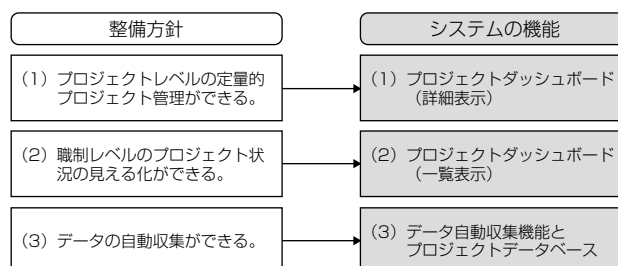 整備方針
システムの機能
(1) プロジェクトレベルの定量的
プロジェクト管理ができる。
(1) プロジェクトダッシュボード
(詳細表示)
(2) 職制レベルのプロジェクト状
況の見える化ができる。
(2) プロジェクトダッシュボード
(一覧表示)
(3) データの自動収集ができる。
(3) データ自動収集機能と
プロジェクトデータベース